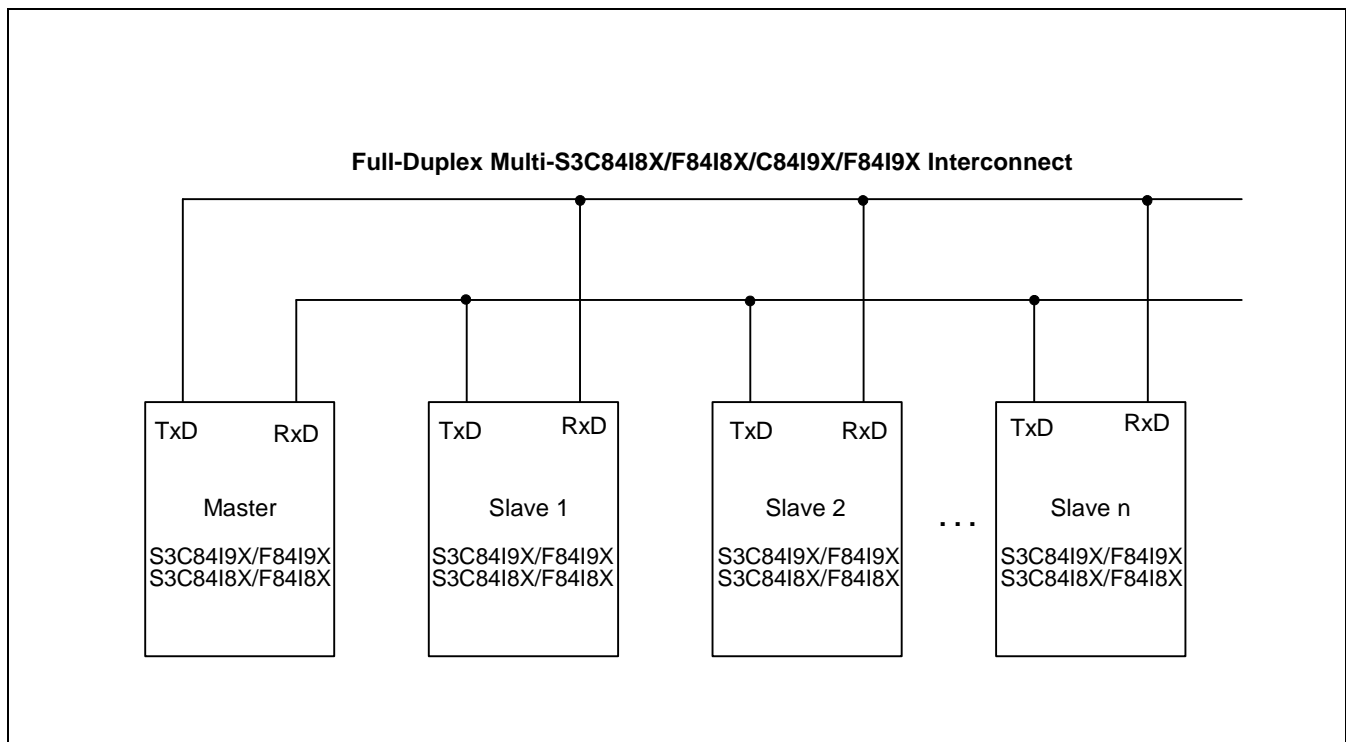 Full-Duplex Multi-S3C84I8X/F84I8X/C84I9X/F84I9X Interconnect
TxD RxD
Master
S3C84I9X/F84I9X
S3C84I8X/F84I8X
TxD RxD
Slave 1
S3C84I9X/F84I9X
S3C84I8X/F84I8X
TxD RxD
Slave 2
S3C84I9X/F84I9X
S3C84I8X/F84I8X
. . .
TxD RxD
Slave n
S3C84I9X/F84I9X
S3C84I8X/F84I8X